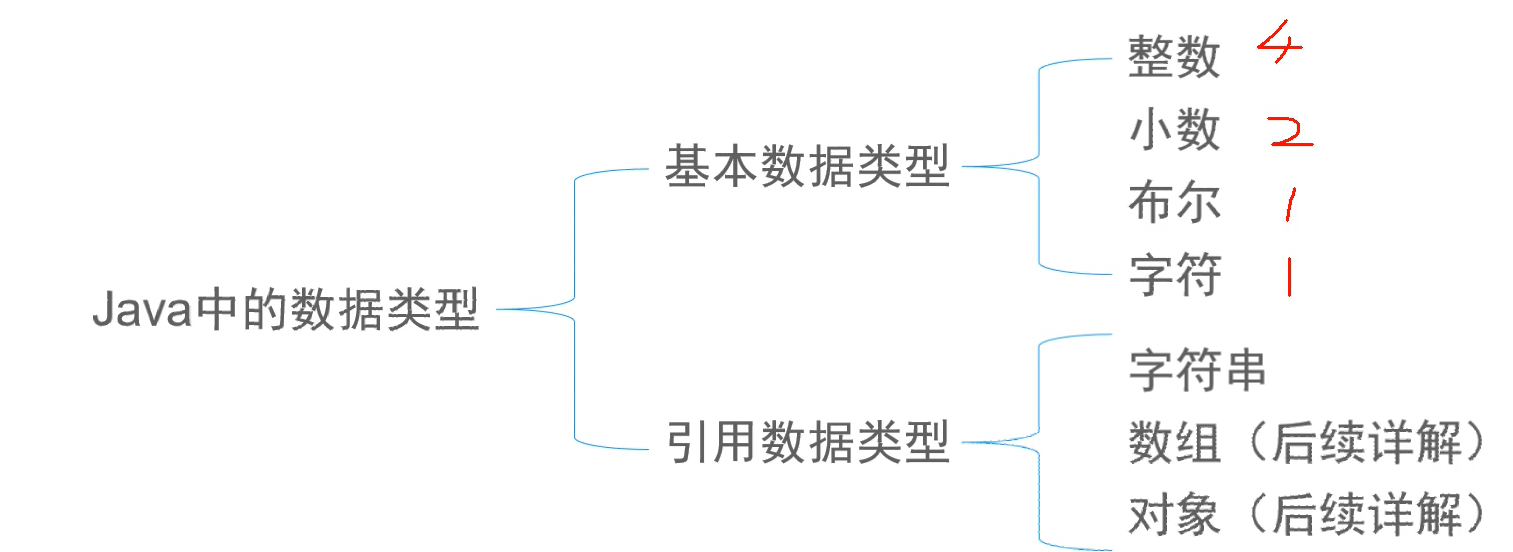 Java中的数据类型
基本数据类型
整数 4
小数 2
布尔 1
字符 1
引用数据类型
字符串
数组（后续详解）
对象（后续详解）